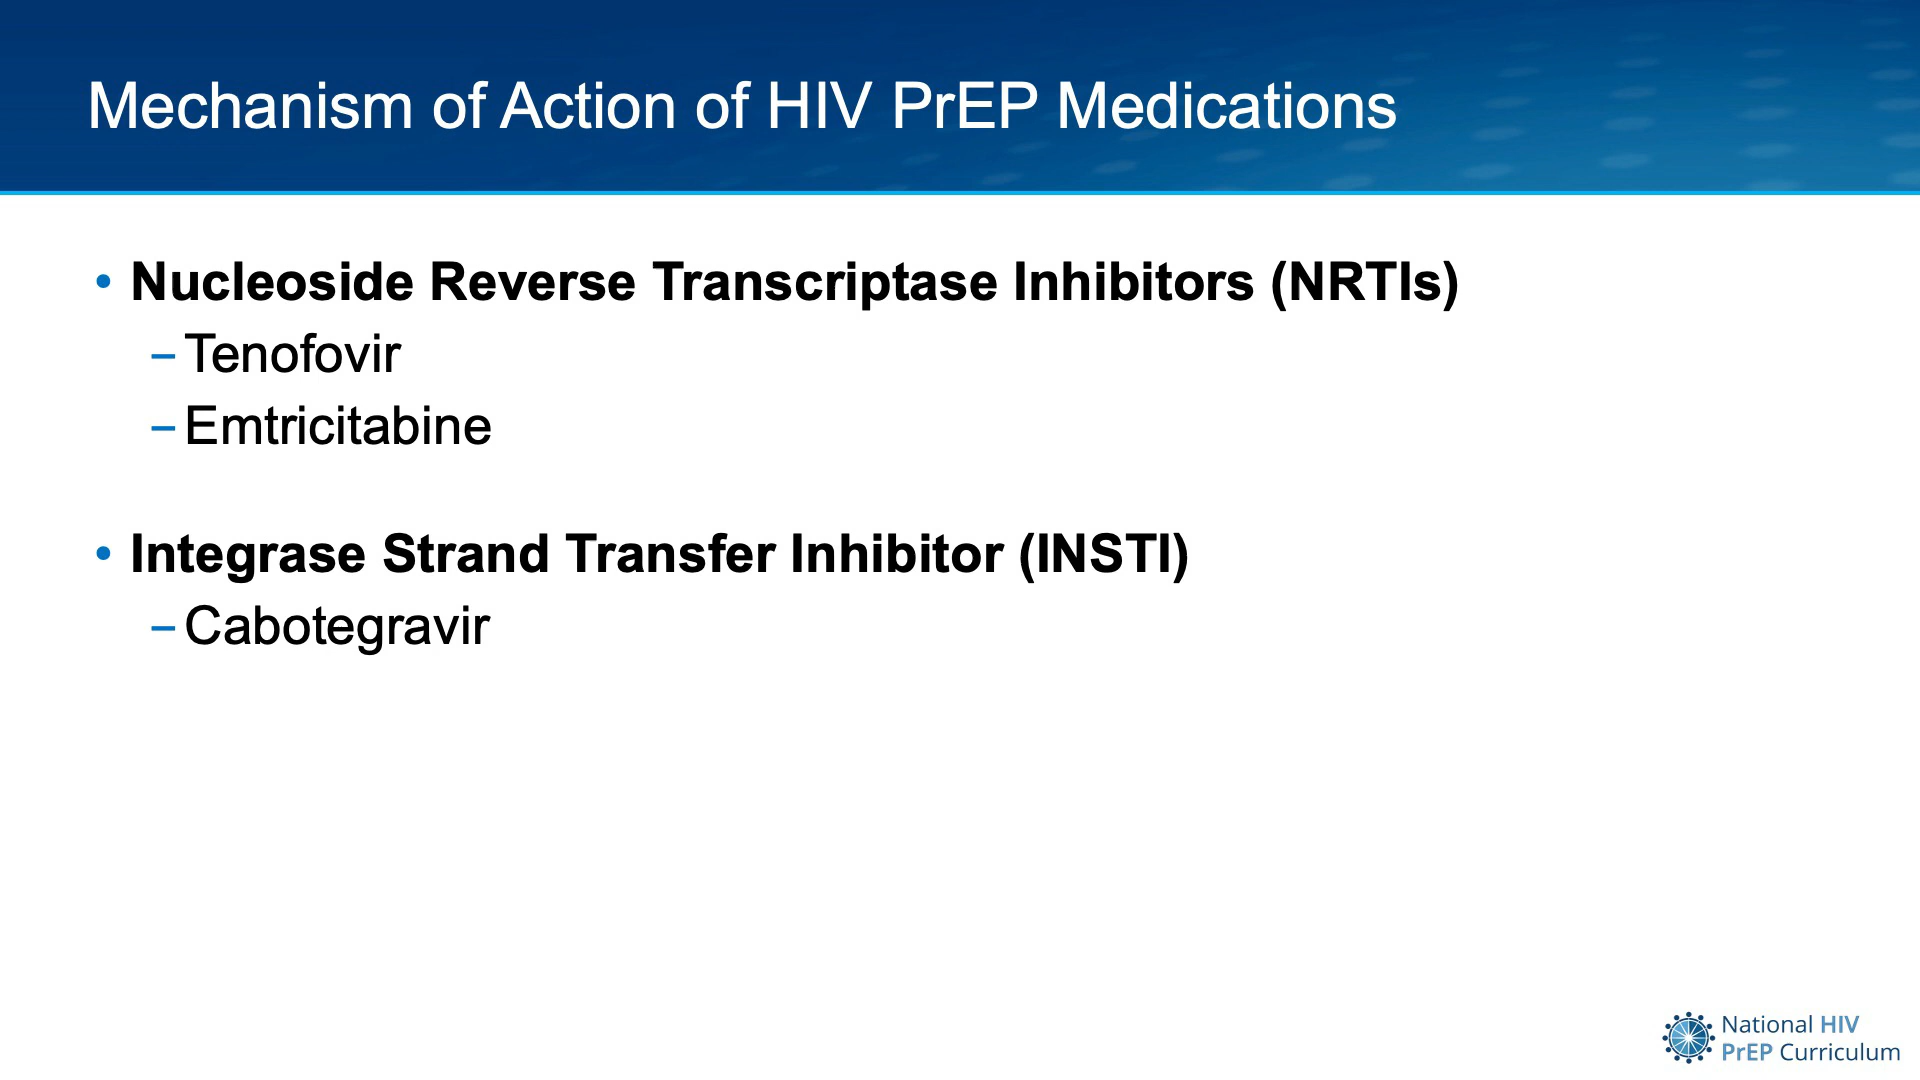 Mechanism of Action of HIV PrEP Medications
• Nucleoside Reverse Transcriptase Inhibitors (NRTIs)
– Tenofovir
– Emtricitabine
• Integrase Strand Transfer Inhibitor (INSTI)
– Cabotegravir
National HIV
PrEP Curriculum